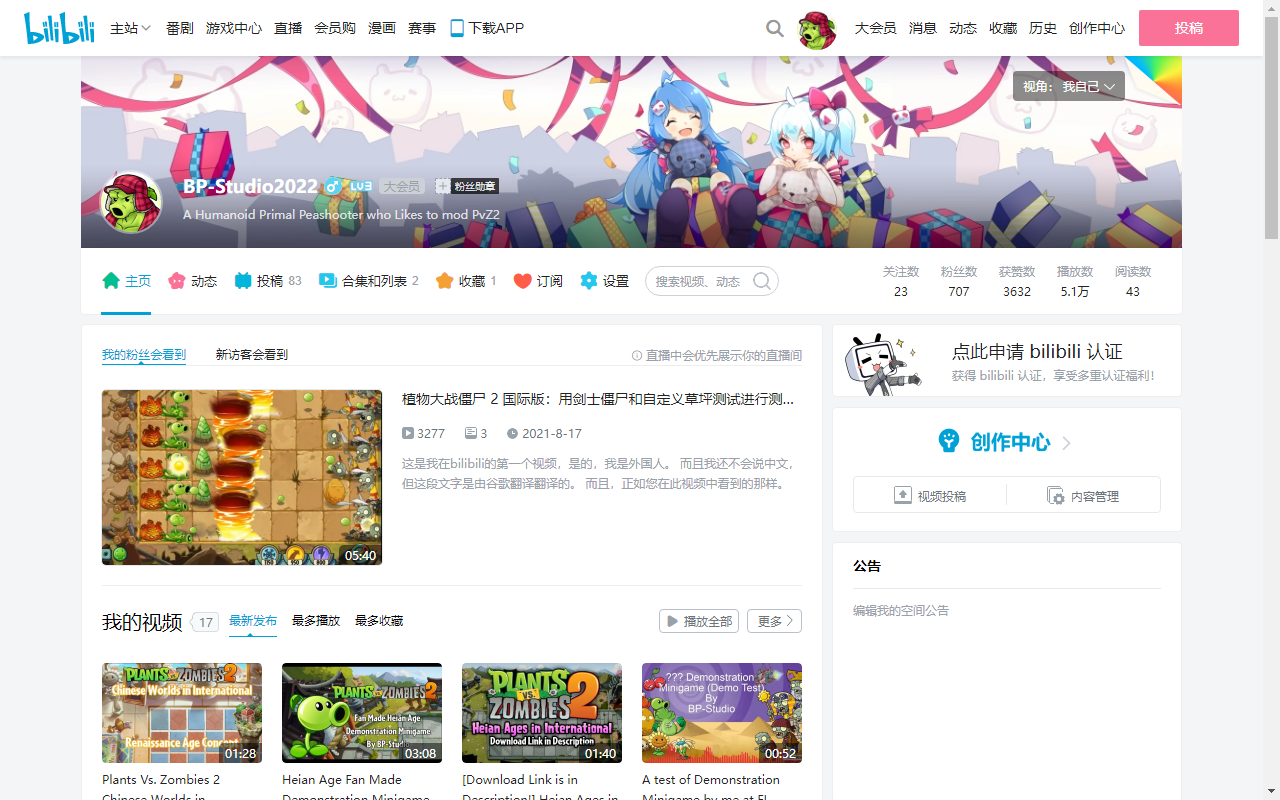 bilibili
主站 番剧 游戏中心 直播 会员购 漫画 赛事 下载APP 大会员 消息 动态 收藏 历史 创作中心 投稿
视角： 我自己
BP-Studio2022 LV3 大会员 粉丝勋章
A Humanoid Primal Peashooter who Likes to mod PvZ2
主页 动态 投稿 83 合集和列表 2 收藏 1 订阅 设置 搜索视频、动态
关注数 粉丝数 获赞数 播放数 阅读数
23 707 3632 5.1万 43
我的粉丝会看到 新访客会看到 直播中会优先展示你的直播间
植物大战僵尸 2 国际版：用剑士僵尸和自定义草坪测试进行测...
3277 3 2021-8-17
这是我在bilibili的第一个视频，是的，我是外国人。 而且我还不会说中文，
但这段文字是由谷歌翻译翻译的。 而且，正如您在此视频中看到的那样。
05:40
点此申请 bilibili 认证
获得 bilibili 认证，享受多重认证福利！
创作中心
视频投稿 内容管理
公告
编辑我的空间公告
我的视频 17 最新发布 最多播放 最多收藏 播放全部 更多
PLANTS VS. ZOMBIES 2
Chinese Worlds in International
Renaissance Age Concept
01:28
PLANTS VS. ZOMBIES 2
Fan Made Heian Age
Demonstration Minigame
By BP-Stud
03:08
PLANTS VS. ZOMBIES 2
Heian Ages in International
Download Link in Description
01:40
??? Demonstration
Minigame (Demo Test)
By
BP-Studio
00:52
Plants Vs. Zombies 2
Chinese Worlds in
Heian Age Fan Made
Demonstration Minigame
[Download Link is in
Description!] Heian Ages in
A test of Demonstration
Minigame by me at FL